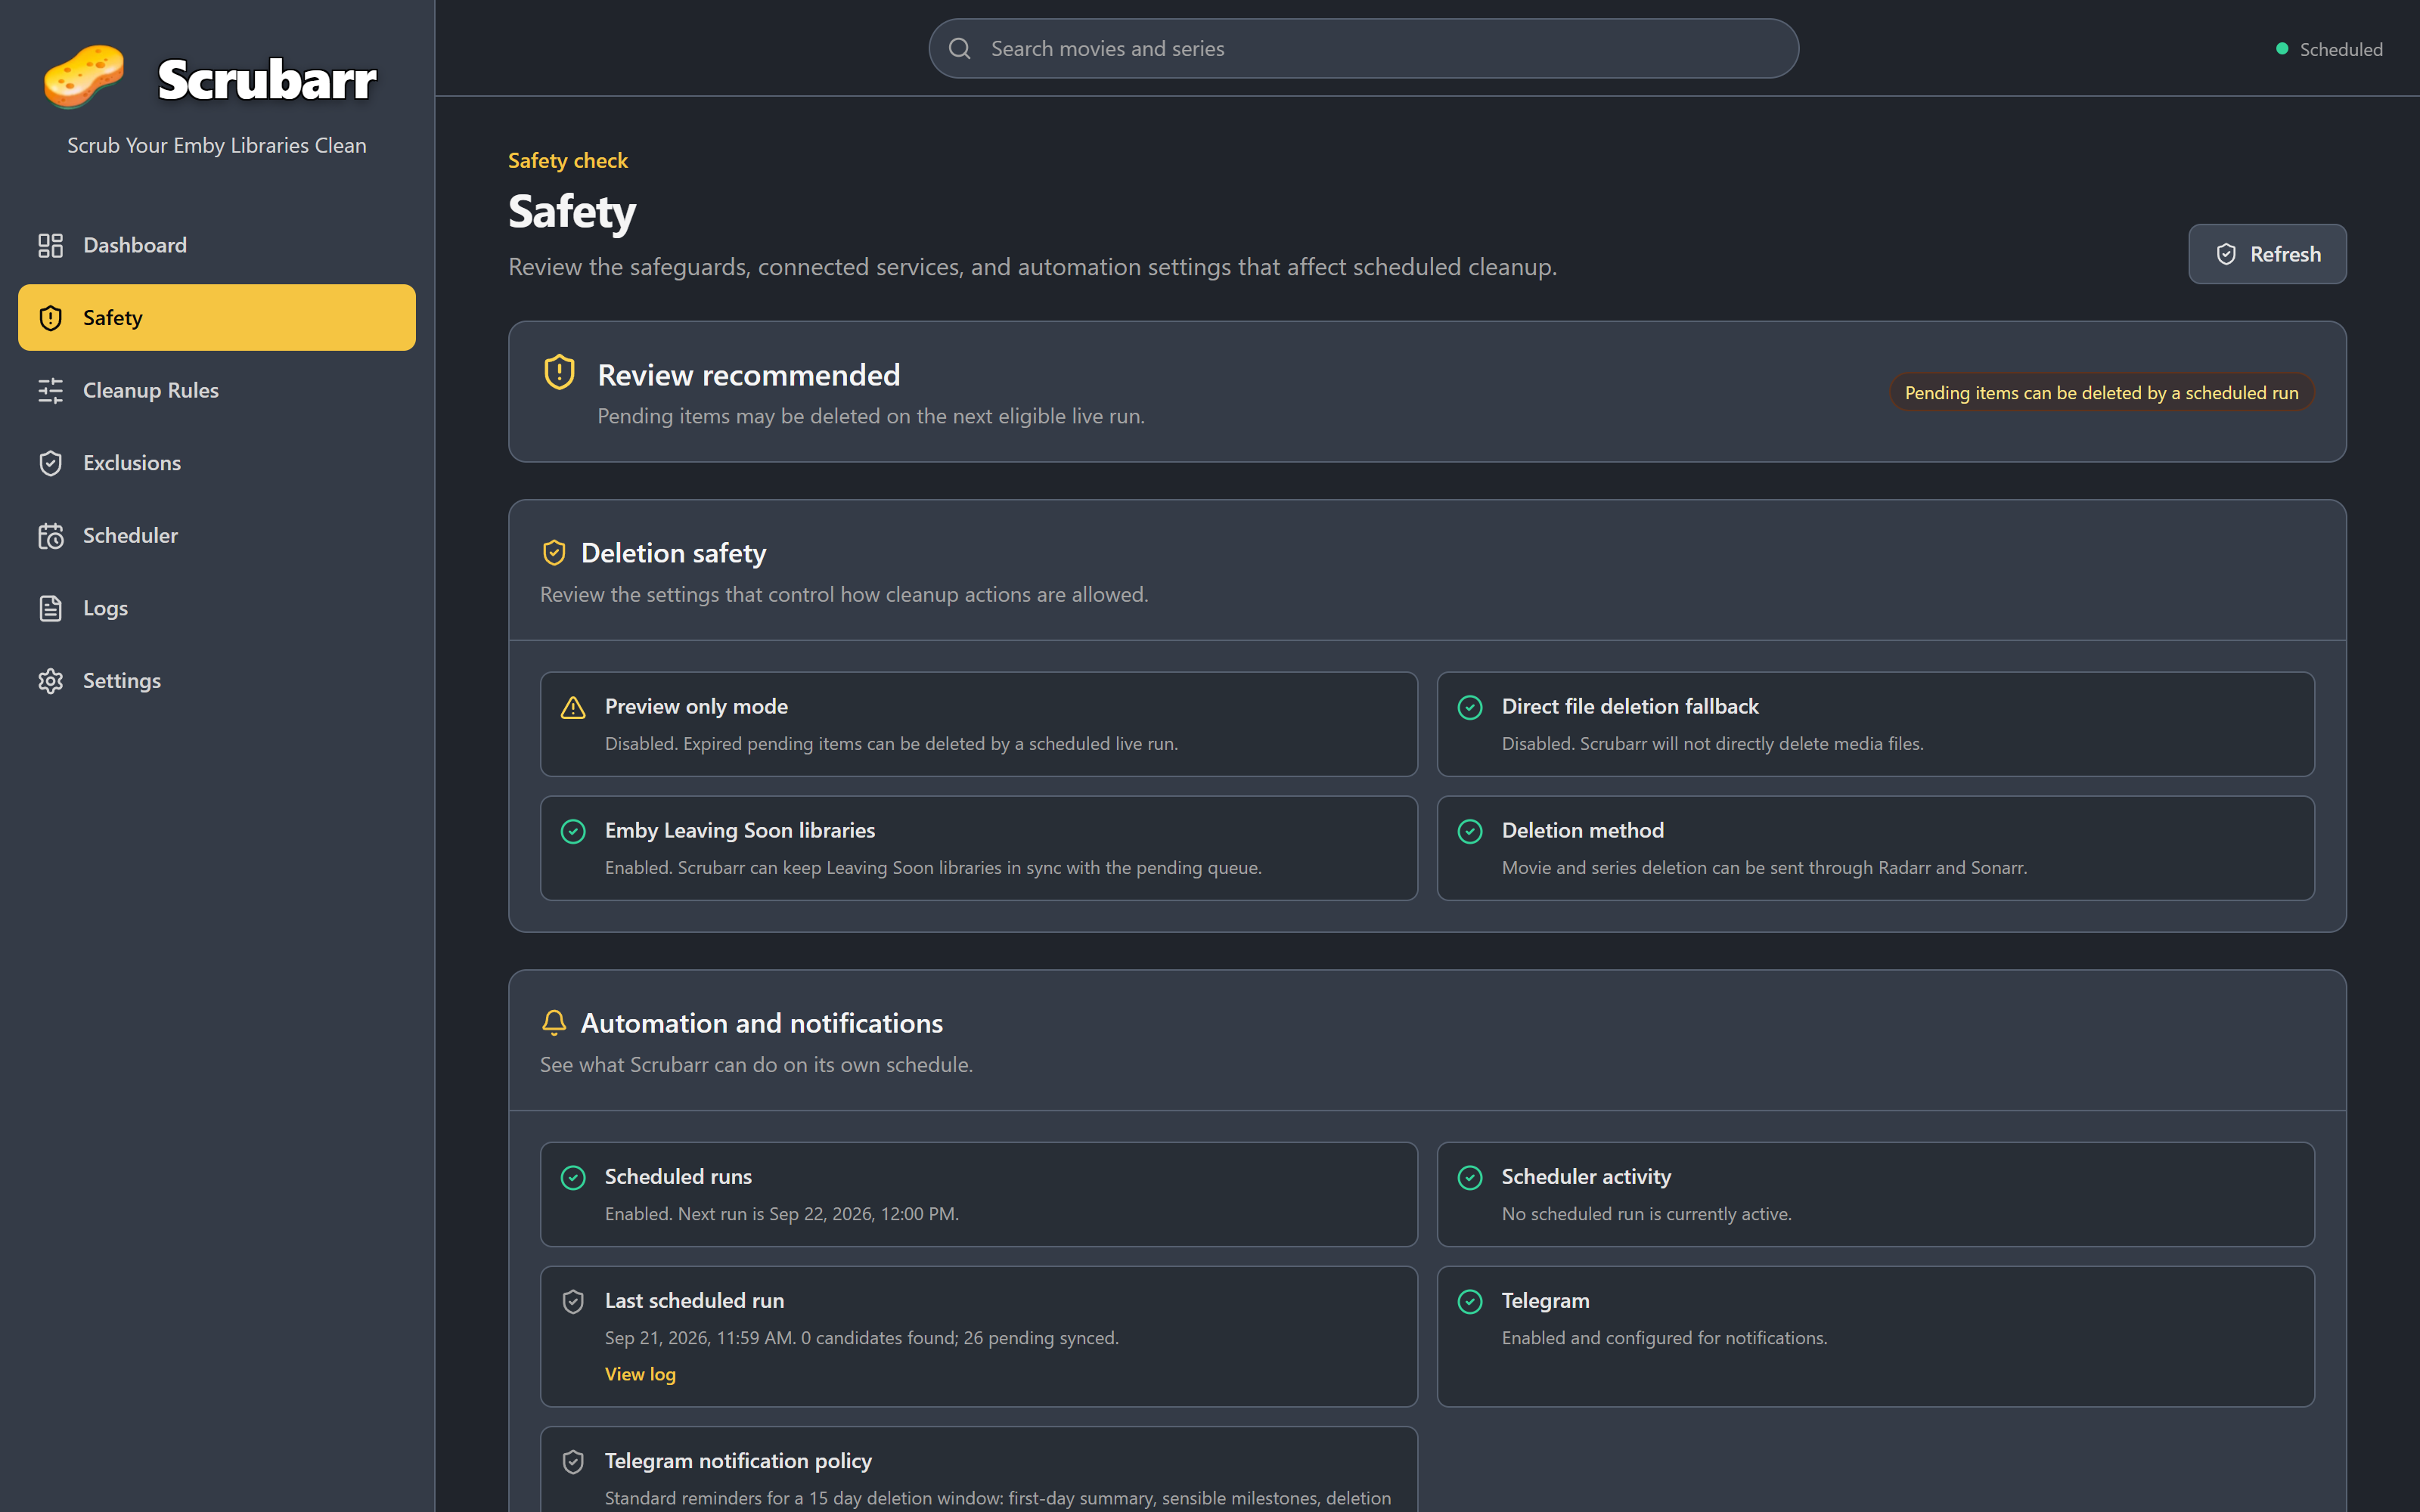 Scrubarr
Scrub Your Emby Libraries Clean
Dashboard
Safety
Cleanup Rules
Exclusions
Scheduler
Logs
Settings
Search movies and series
Scheduled
Safety check
Safety
Review the safeguards, connected services, and automation settings that affect scheduled cleanup.
Refresh
Review recommended
Pending items may be deleted on the next eligible live run.
Pending items can be deleted by a scheduled run
Deletion safety
Review the settings that control how cleanup actions are allowed.
Preview only mode
Disabled. Expired pending items can be deleted by a scheduled live run.
Direct file deletion fallback
Disabled. Scrubarr will not directly delete media files.
Emby Leaving Soon libraries
Enabled. Scrubarr can keep Leaving Soon libraries in sync with the pending queue.
Deletion method
Movie and series deletion can be sent through Radarr and Sonarr.
Automation and notifications
See what Scrubarr can do on its own schedule.
Scheduled runs
Enabled. Next run is Sep 22, 2026, 12:00 PM.
Scheduler activity
No scheduled run is currently active.
Last scheduled run
Sep 21, 2026, 11:59 AM. 0 candidates found; 26 pending synced.
View log
Telegram
Enabled and configured for notifications.
Telegram notification policy
Standard reminders for a 15 day deletion window: first-day summary, sensible milestones, deletion